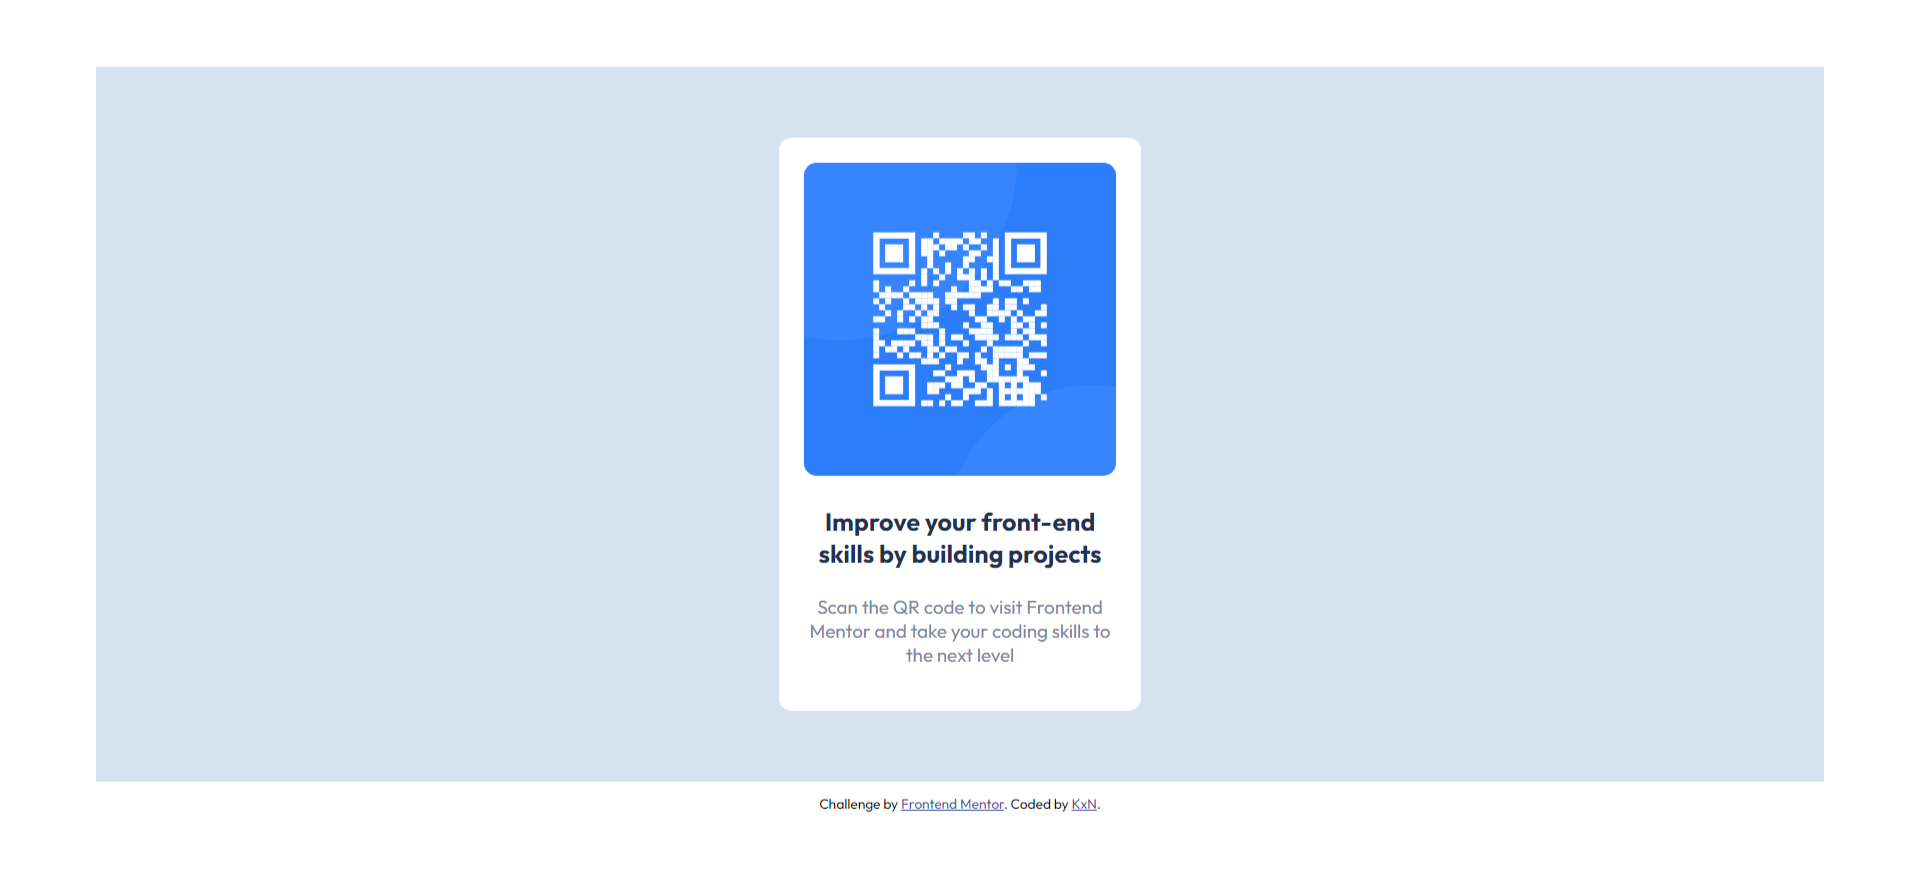 Improve your front-end
skills by building projects
Scan the QR code to visit Frontend
Mentor and take your coding skills to
the next level
Challenge by Frontend Mentor. Coded by KxN.